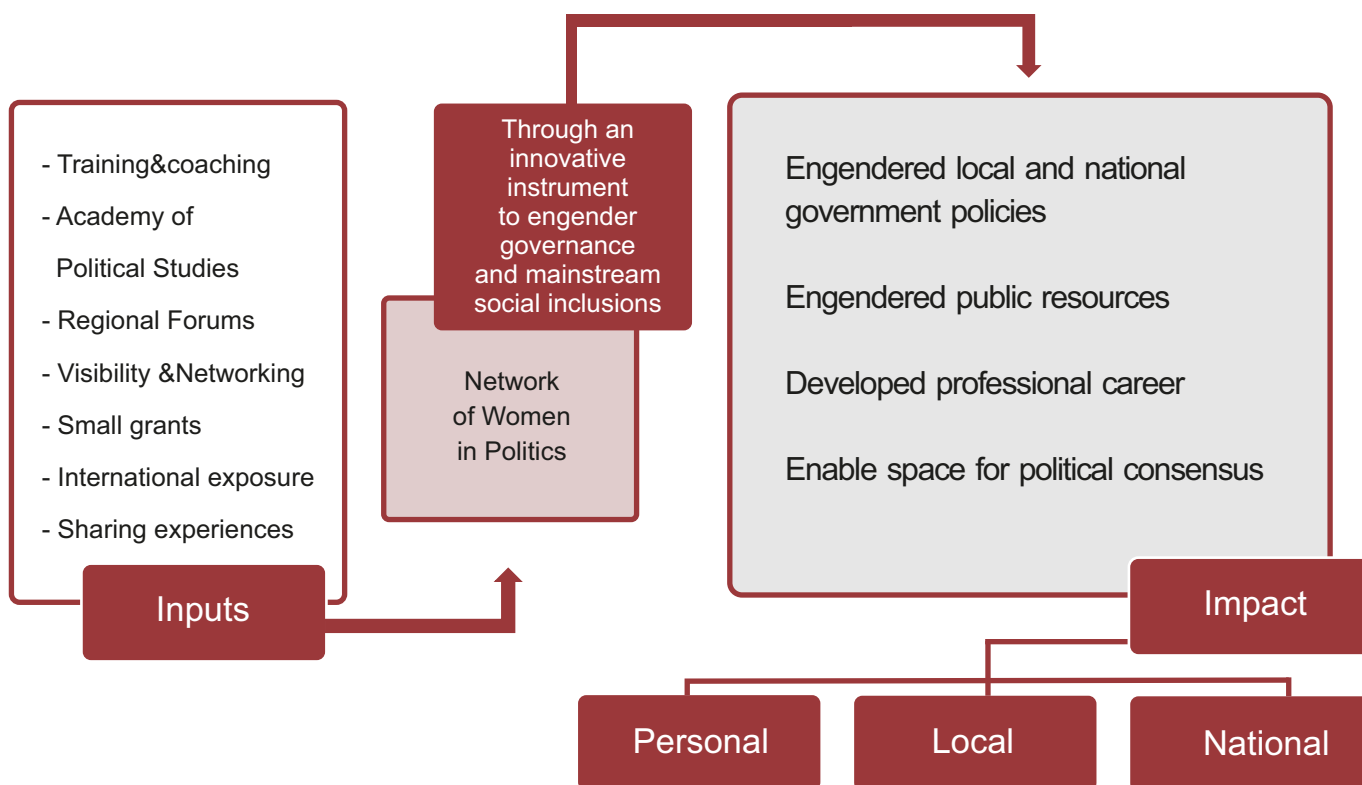 - Training&coaching
- Academy of
Political Studies
- Regional Forums
- Visibility &Networking
- Small grants
- International exposure
- Sharing experiences
Inputs
Through an
innovative
instrument
to engender
governance
and mainstream
social inclusions
Network
of Women
in Politics
Engendered local and national
government policies
Engendered public resources
Developed professional career
Enable space for political consensus
Impact
Personal
Local
National